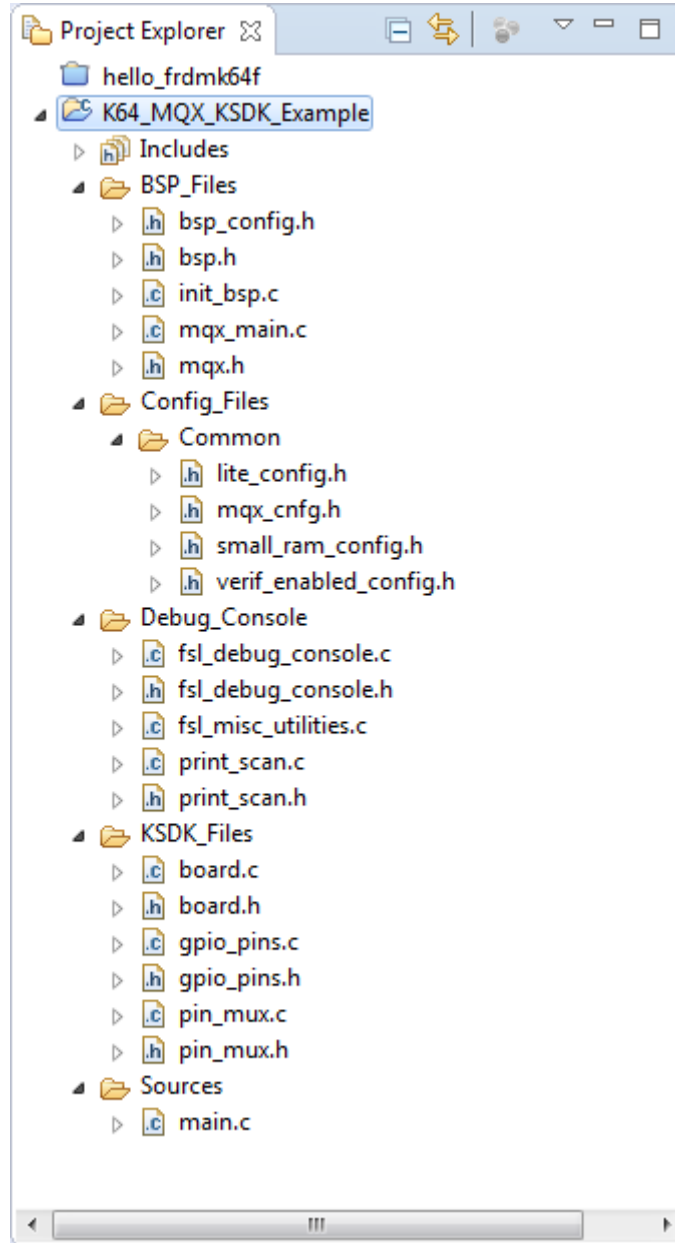 Project Explorer
hello_frdmk64f
K64_MQX_KSDK_Example
Includes
BSP_Files
.h bsp_config.h
.h bsp.h
.c init_bsp.c
.c mqx_main.c
.h mqx.h
Config_Files
Common
.h lite_config.h
.h mqx_cnfg.h
.h small_ram_config.h
.h verif_enabled_config.h
Debug_Console
.c fsl_debug_console.c
.h fsl_debug_console.h
.c fsl_misc_utilities.c
.c print_scan.c
.h print_scan.h
KSDK_Files
.c board.c
.h board.h
.c gpio_pins.c
.h gpio_pins.h
.c pin_mux.c
.h pin_mux.h
Sources
.c main.c